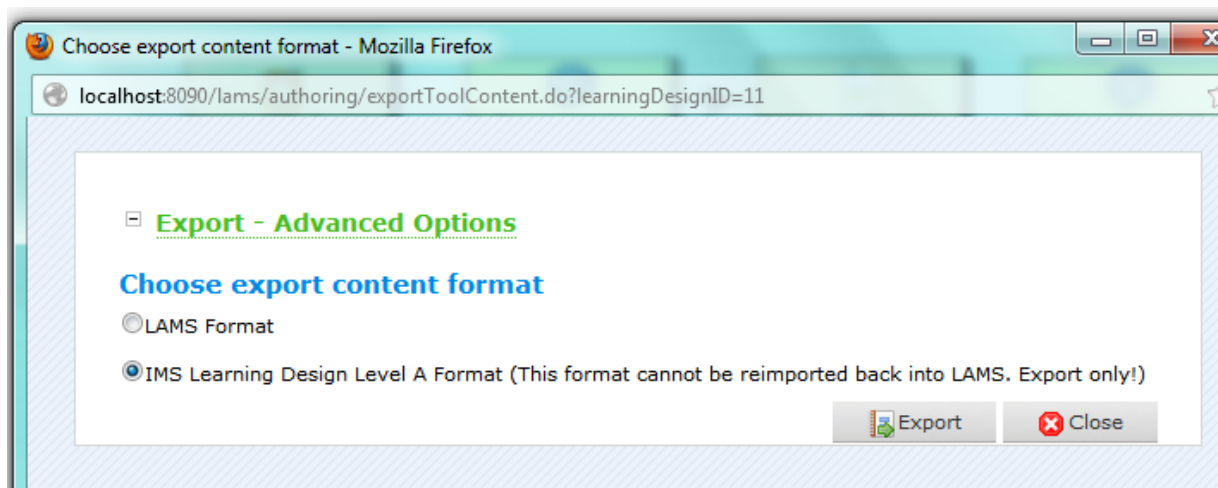 Choose export content format - Mozilla Firefox
localhost:8090/lams/authoring/exportToolContent.do?learningDesignID=11
Export - Advanced Options
Choose export content format
LAMS Format
IMS Learning Design Level A Format (This format cannot be reimported back into LAMS. Export only!)
Export Close